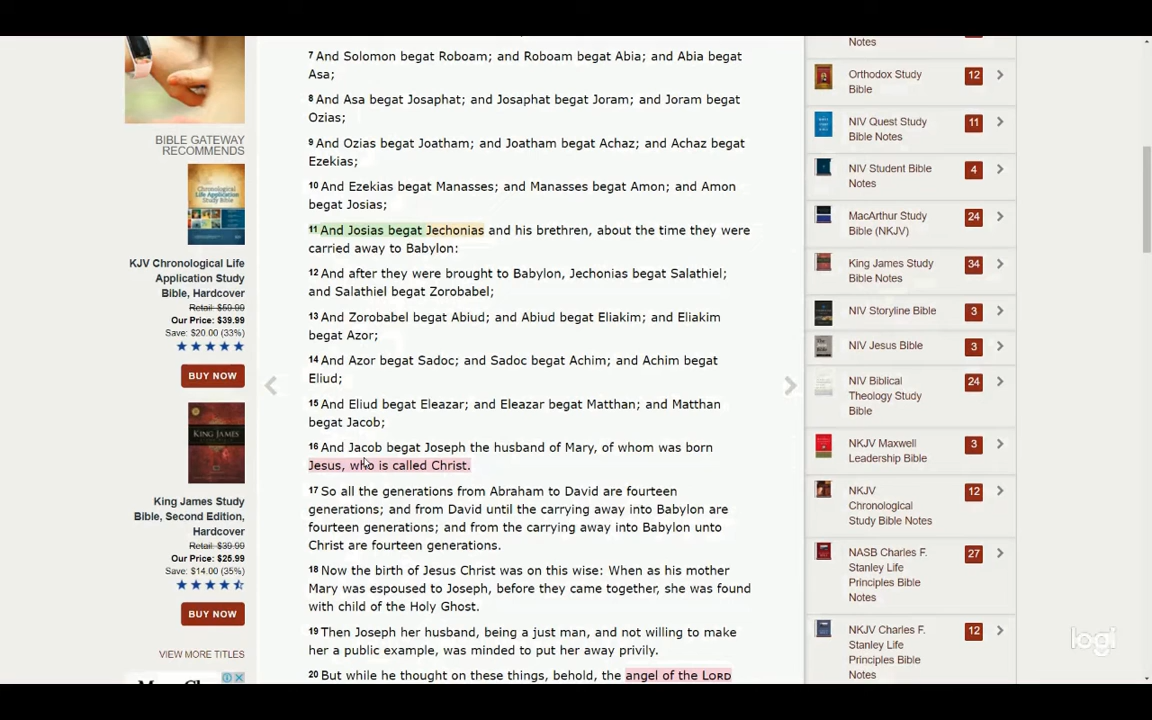 BIBLE GATEWAY
RECOMMENDS
KJV Chronological Life
Application Study
Bible, Hardcover
Retail: $59.99
Our Price: $39.99
Save: $20.00 (33%)
BUY NOW
KING JAMES
King James Study
Bible, Second Edition,
Hardcover
Retail: $39.99
Our Price: $25.99
Save: $14.00 (35%)
BUY NOW
VIEW MORE TITLES
7 And Solomon begat Roboam; and Roboam begat Abia; and Abia begat
Asa;
8 And Asa begat Josaphat; and Josaphat begat Joram; and Joram begat
Ozias;
9 And Ozias begat Joatham; and Joatham begat Achaz; and Achaz begat
Ezekias;
10 And Ezekias begat Manasses; and Manasses begat Amon; and Amon
begat Josias;
11 And Josias begat Jechonias and his brethren, about the time they were
carried away to Babylon:
12 And after they were brought to Babylon, Jechonias begat Salathiel;
and Salathiel begat Zorobabel;
13 And Zorobabel begat Abiud; and Abiud begat Eliakim; and Eliakim
begat Azor;
14 And Azor begat Sadoc; and Sadoc begat Achim; and Achim begat
Eliud;
15 And Eliud begat Eleazar; and Eleazar begat Matthan; and Matthan
begat Jacob;
16 And Jacob begat Joseph the husband of Mary, of whom was born
Jesus, who is called Christ.
17 So all the generations from Abraham to David are fourteen
generations; and from David until the carrying away into Babylon are
fourteen generations; and from the carrying away into Babylon unto
Christ are fourteen generations.
18 Now the birth of Jesus Christ was on this wise: When as his mother
Mary was espoused to Joseph, before they came together, she was found
with child of the Holy Ghost.
19 Then Joseph her husband, being a just man, and not willing to make
her a public example, was minded to put her away privily.
20 But while he thought on these things, behold, the angel of the LORD
Notes
Orthodox Study
Bible
12
NIV Quest Study
Bible Notes
11
NIV Student Bible
Notes
4
MacArthur Study
Bible (NKJV)
24
King James Study
Bible Notes
34
NIV Storyline Bible
3
NIV Jesus Bible
3
NIV Biblical
Theology Study
Bible
24
NKJV Maxwell
Leadership Bible
3
NKJV
Chronological
Study Bible Notes
12
NASB Charles F.
Stanley Life
Principles Bible
Notes
27
NKJV Charles F.
Stanley Life
Principles Bible
Notes
12
logi